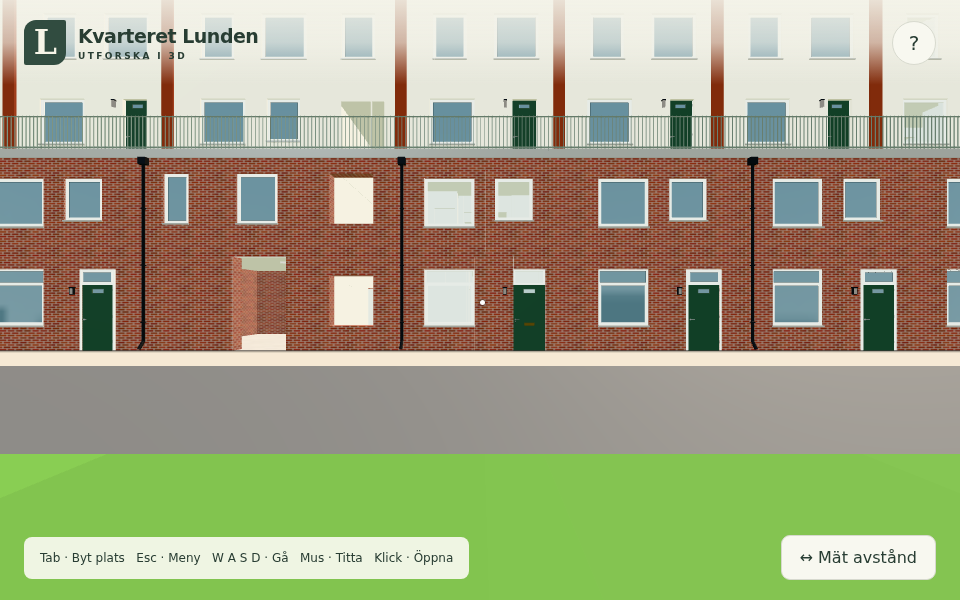 L
Kvarteret Lunden
UTFORSKA I 3D
?
Tab · Byt plats Esc · Meny W A S D · Gå Mus · Titta Klick · Öppna
↔ Mät avstånd